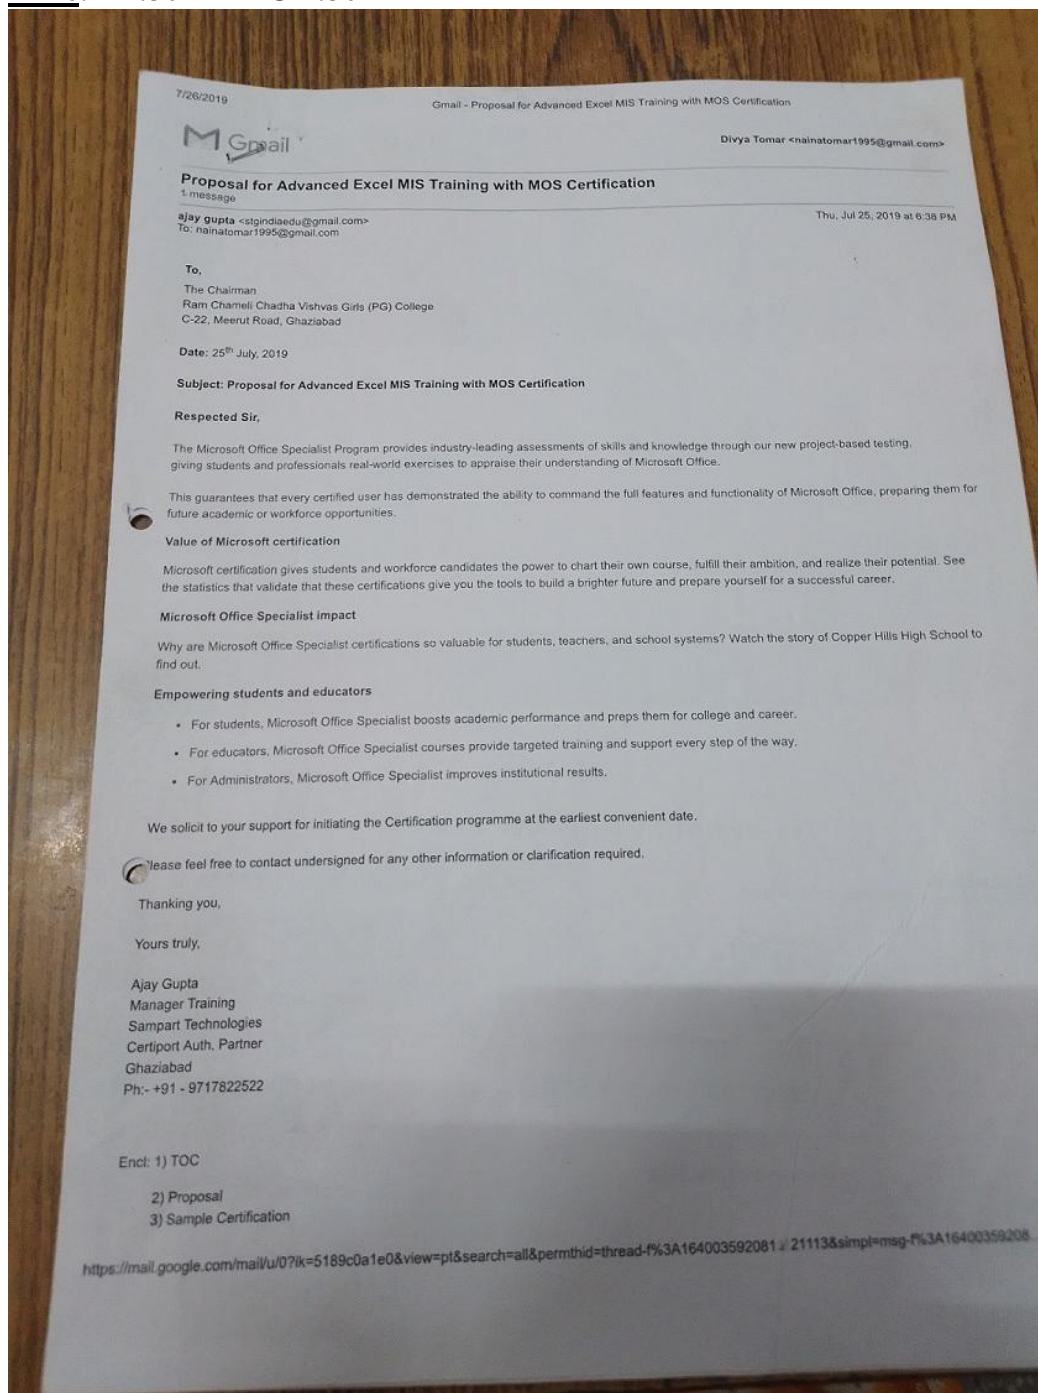 7/26/2019
Gmail - Proposal for Advanced Excel MIS Training with MOS Certification
Gmail
Divya Tomar <nainatomar1995@gmail.com>
Proposal for Advanced Excel MIS Training with MOS Certification
1 message
ajay gupta <stgindiaedu@gmail.com>
Thu, Jul 25, 2019 at 6:38 PM
To: nainatomar1995@gmail.com
To,
The Chairman
Ram Chameli Chadha Vishvas Girls (PG) College
C-22, Meerut Road, Ghaziabad
Date: 25th July, 2019
Subject: Proposal for Advanced Excel MIS Training with MOS Certification
Respected Sir,
The Microsoft Office Specialist Program provides industry-leading assessments of skills and knowledge through our new project-based testing,
giving students and professionals real-world exercises to appraise their understanding of Microsoft Office.
This guarantees that every certified user has demonstrated the ability to command the full features and functionality of Microsoft Office, preparing them for
future academic or workforce opportunities.
Value of Microsoft certification
Microsoft certification gives students and workforce candidates the power to chart their own course, fulfill their ambition, and realize their potential. See
the statistics that validate that these certifications give you the tools to build a brighter future and prepare yourself for a successful career.
Microsoft Office Specialist impact
Why are Microsoft Office Specialist certifications so valuable for students, teachers, and school systems? Watch the story of Copper Hills High School to
find out.
Empowering students and educators
• For students, Microsoft Office Specialist boosts academic performance and preps them for college and career.
• For educators, Microsoft Office Specialist courses provide targeted training and support every step of the way.
• For Administrators, Microsoft Office Specialist improves institutional results.
We solicit to your support for initiating the Certification programme at the earliest convenient date.
lease feel free to contact undersigned for any other information or clarification required.
Thanking you,
Yours truly,
Ajay Gupta
Manager Training
Sampart Technologies
Certiport Auth. Partner
Ghaziabad
Ph:- +91 - 9717822522
Encl: 1) TOC
2) Proposal
3) Sample Certification